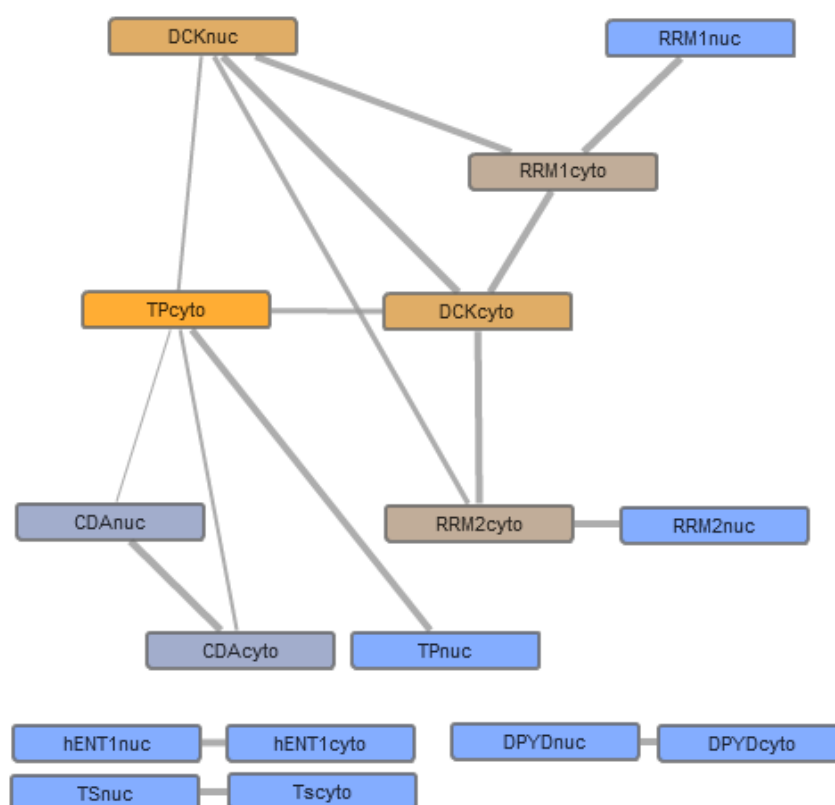 DCKnuc
RRM1nuc
RRM1cyto
TPcyto
DCKcyto
CDAnuc
RRM2cyto
RRM2nuc
CDAcyto
TPnuc
hENT1nuc
hENT1cyto
DPYDnuc
DPYDcyto
TSnuc
Tscyto